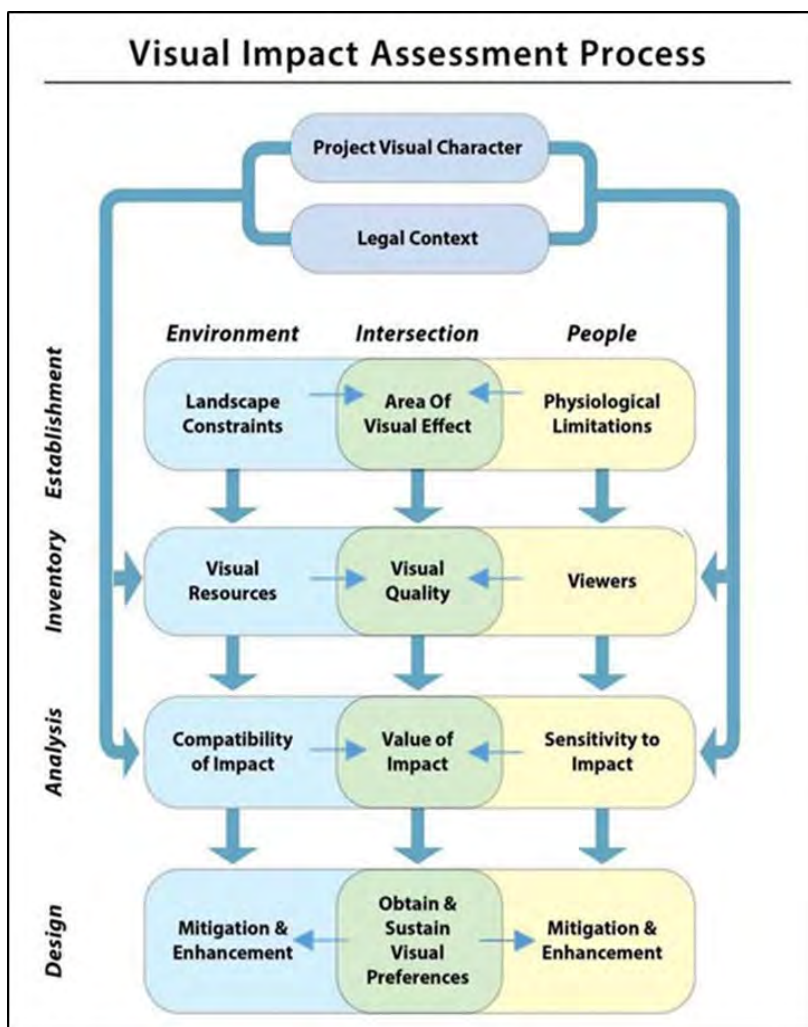 Visual Impact Assessment Process
Project Visual Character
Legal Context
Environment
Intersection
People
Establishment
Landscape
Constraints
Area Of
Visual Effect
Physiological
Limitations
Inventory
Visual
Resources
Visual
Quality
Viewers
Analysis
Compatibility
of Impact
Value of
Impact
Sensitivity to
Impact
Design
Mitigation &
Enhancement
Obtain &
Sustain
Visual
Preferences
Mitigation &
Enhancement